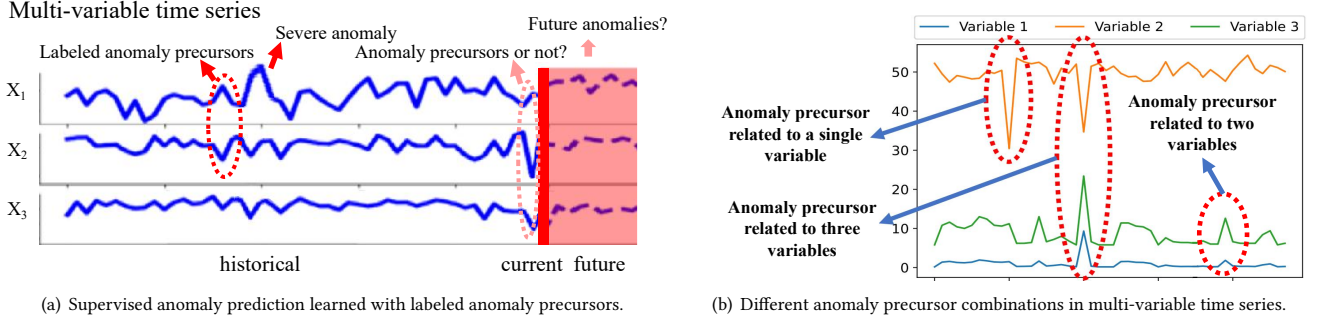 Multi-variable time series
Labeled anomaly precursors
Severe anomaly
Anomaly precursors or not?
Future anomalies?
X1
X2
X3
historical
current
future
(a) Supervised anomaly prediction learned with labeled anomaly precursors.
Variable 1
Variable 2
Variable 3
50
40
30
20
10
0
Anomaly precursor
related to a single
variable
Anomaly precursor
related to three
variables
Anomaly precursor
related to two
variables
(b) Different anomaly precursor combinations in multi-variable time series.